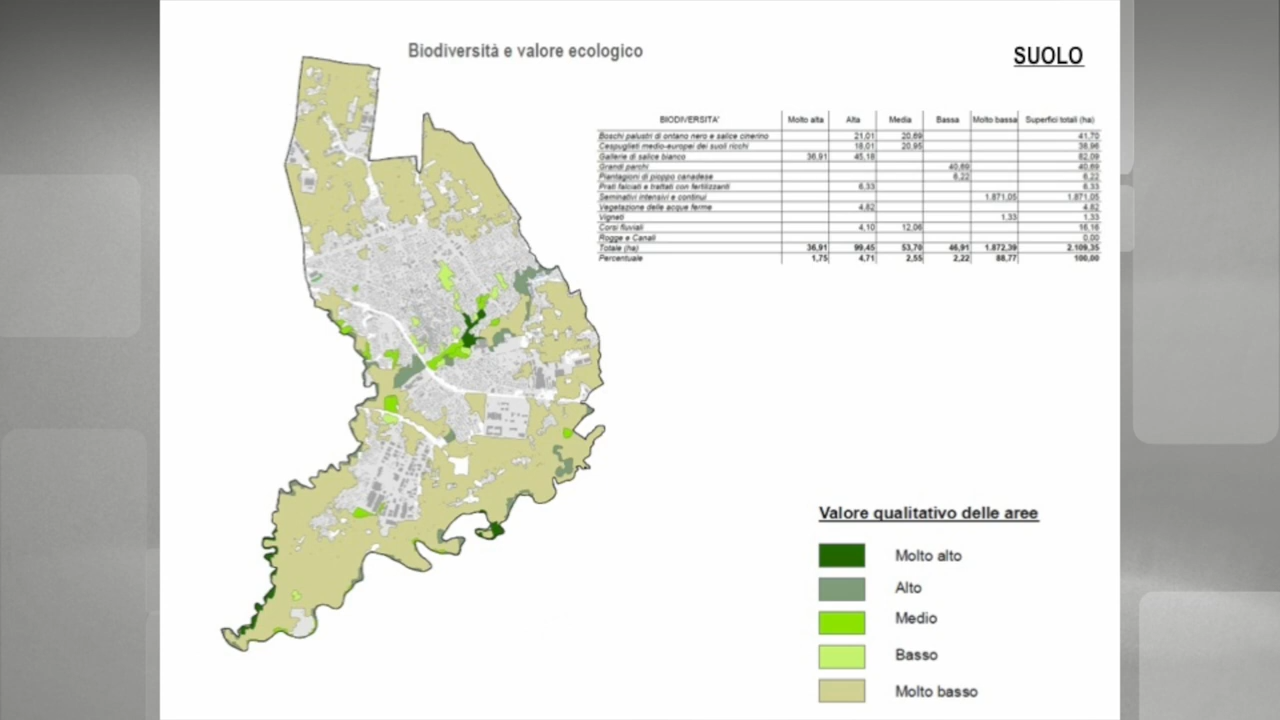 Biodiversità e valore ecologico
SUOLO
BIODIVERSITA' Molto alta Alta Media Bassa Molto bassa Superfici totali (ha)
Boschi palustri di ontano nero e salice cinerino 21,01 20,69 41,70
Cespuglieti medio-europei dei suoli ricchi 18,01 20,95 38,96
Gallerie di salice bianco 36,91 45,18 82,09
Grandi parchi 40,69 40,69
Piantagioni di pioppo canadese 6,22 6,22
Prati falciati e trattati con fertilizzanti 6,33 6,33
Seminativi intensivi e continui 1.871,05 1.871,05
Vegetazione delle acque ferme 4,82 4,82
Vigneti 1,33 1,33
Corsi fluviali 4,10 12,06 16,16
Rogge e Canali 0,00
Totale (ha) 36,91 99,45 53,70 46,91 1.872,39 2.109,35
Percentuale 1,75 4,71 2,55 2,22 88,77 100,00
Valore qualitativo delle aree
Molto alto
Alto
Medio
Basso
Molto basso